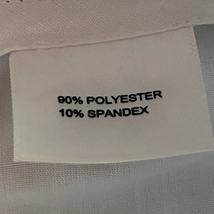 90% POLYESTER
10% SPANDEX